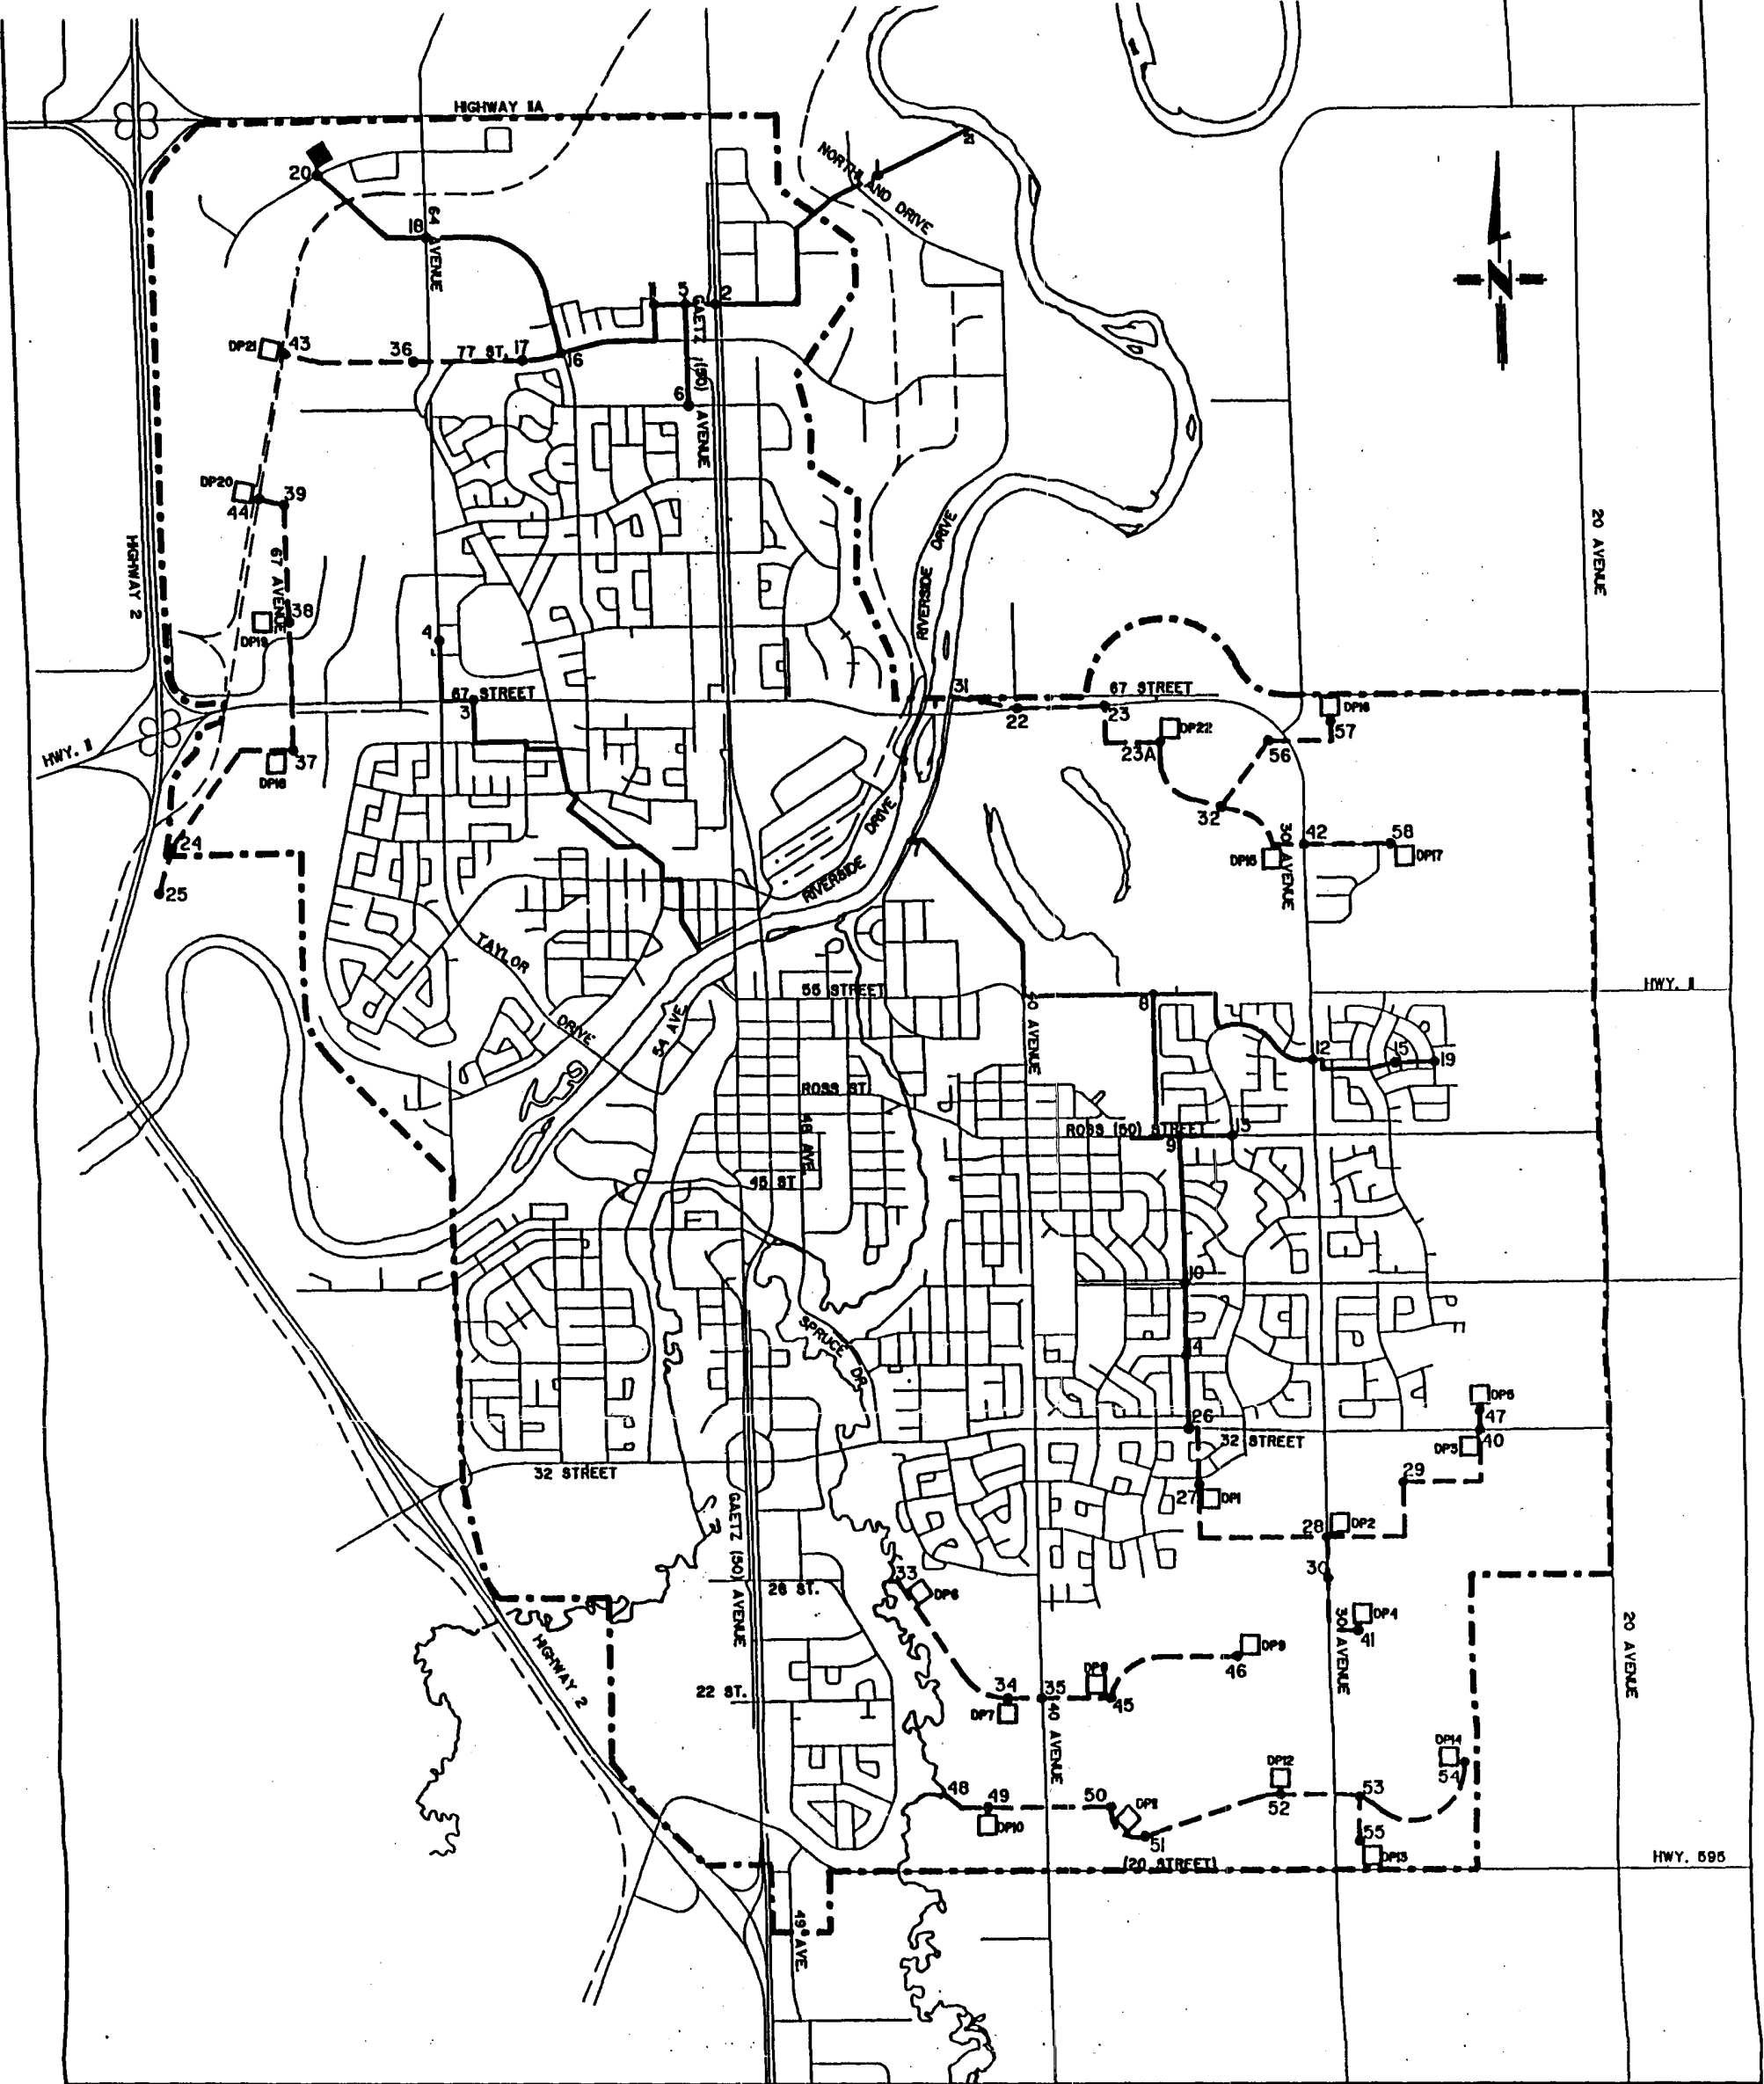 HIGHWAY 11A
20
NORTHLAND DRIVE
21
18
64 AVENUE
1
5
2
GAETZ (50) AVENUE
DP21
43
36
77 ST.
17
16
6
DP20
44
39
HIGHWAY 2
67 AVENUE
38
DP19
4
RIVERSIDE DRIVE
20 AVENUE
67 STREET
3
31
22
67 STREET
23
DP16
57
DP22
23A
56
HWY. 11
37
DP18
32
24
25
RIVERSIDE DRIVE
7
30 AVENUE
42
58
DP15
DP17
TAYLOR DRIVE
54 AVE
55 STREET
40 AVENUE
8
HWY. 11
12
15
19
ROSS ST.
48 AVE.
ROSS (50) STREET
9
13
45 ST.
10
SPRUCE DR.
14
26
32 STREET
DP5
47
40
DP3
32 STREET
29
27
DP1
28
DP2
30
GAETZ (50) AVENUE
28 ST.
33
DP6
30 AVENUE
DP4
41
20 AVENUE
HIGHWAY 2
DP9
46
22 ST.
34
35
DP8
45
DP7
40 AVENUE
DP14
54
DP12
52
53
48
49
50
DP11
51
DP10
55
DP13
(20 STREET)
HWY. 595
49 AVE.